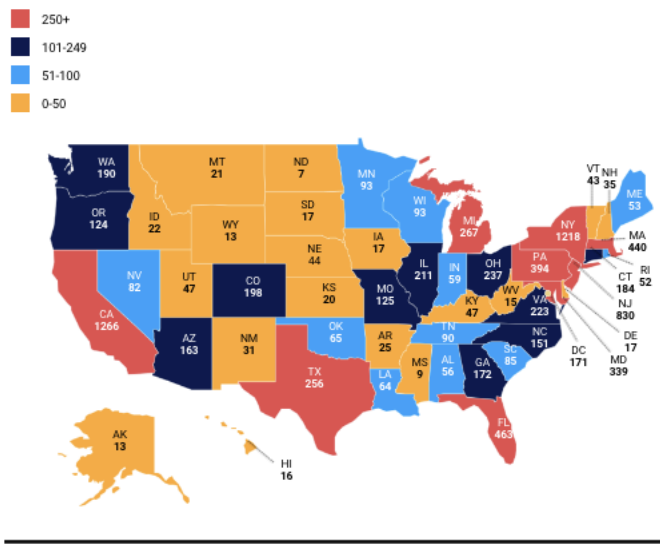 250+
101-249
51-100
0-50
WA
190
OR
124
CA
1266
NV
82
ID
22
MT
21
WY
13
UT
47
AZ
163
CO
198
NM
31
ND
7
SD
17
NE
44
KS
20
OK
65
TX
256
MN
93
IA
17
MO
125
AR
25
LA
64
WI
93
IL
211
MS
9
MI
267
IN
59
KY
47
TN
90
AL
56
OH
237
WV
15
VA
223
NC
151
SC
85
GA
172
FL
463
PA
394
NY
1218
VT
43
NH
35
ME
53
MA
440
RI
52
CT
184
NJ
830
DE
17
MD
339
DC
171
AK
13
HI
16